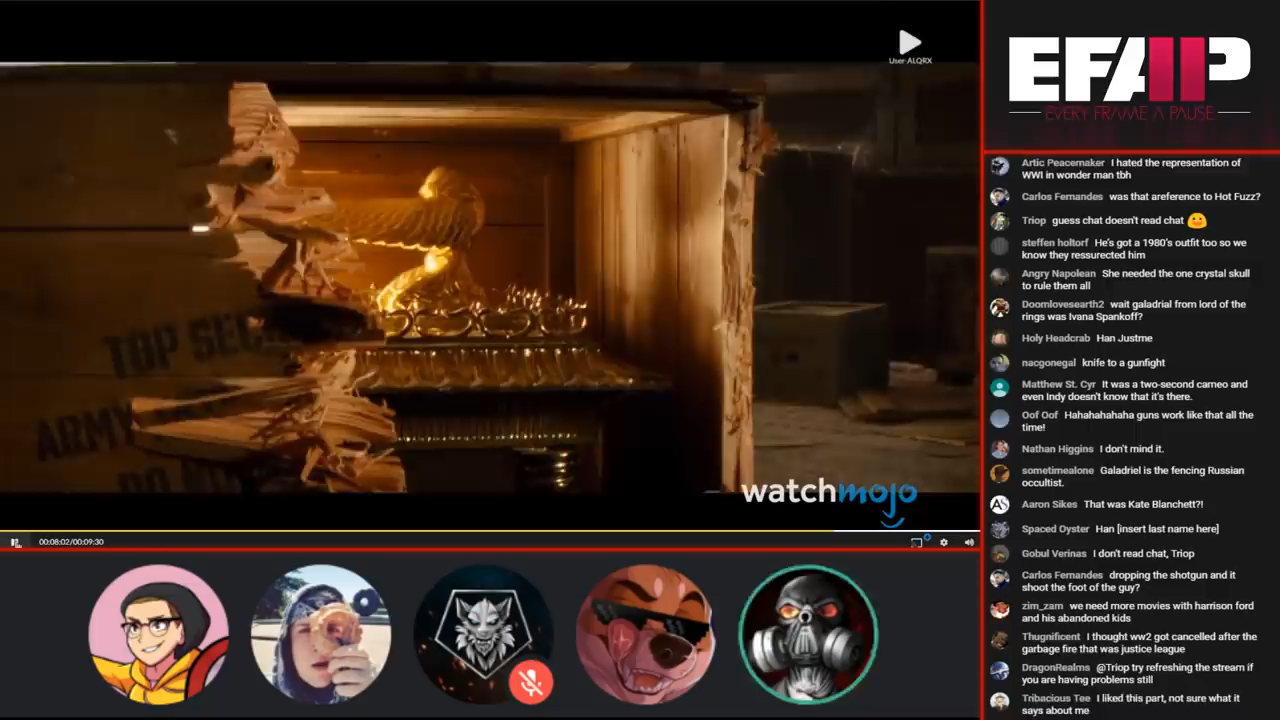 User ALQRX
TOP SEC
ARMY
DO NO
watchmojo
00:08:02/00:09:30
EFAP
EVERY FRAME A PAUSE
Artic Peacemaker I hated the representation of
WWI in wonder man tbh
Carlos Fernandes was that areference to Hot Fuzz?
Triop guess chat doesn't read chat
steffen holtorf He's got a 1980's outfit too so we
know they ressurected him
Angry Napolean She needed the one crystal skull
to rule them all
Doomlovesearth2 wait galadrial from lord of the
rings was Ivana Spankoff?
Holy Headcrab Han Justme
nacgonegal knife to a gunfight
Matthew St. Cyr It was a two-second cameo and
even Indy doesn't know that it's there.
Oof Oof Hahahahahaha guns work like that all the
time!
Nathan Higgins I don't mind it.
sometimealone Galadriel is the fencing Russian
occultist.
AS
Aaron Sikes That was Kate Blanchett?!
Spaced Oyster Han [insert last name here]
Gobul Verinas I don't read chat, Triop
Carlos Fernandes dropping the shotgun and it
shoot the foot of the guy?
zim_zam we need more movies with harrison ford
and his abandoned kids
Thugnificent I thought ww2 got cancelled after the
garbage fire that was justice league
DragonRealms @Triop try refreshing the stream if
you are having problems still
Tribacious Tee I liked this part, not sure what it
says about me